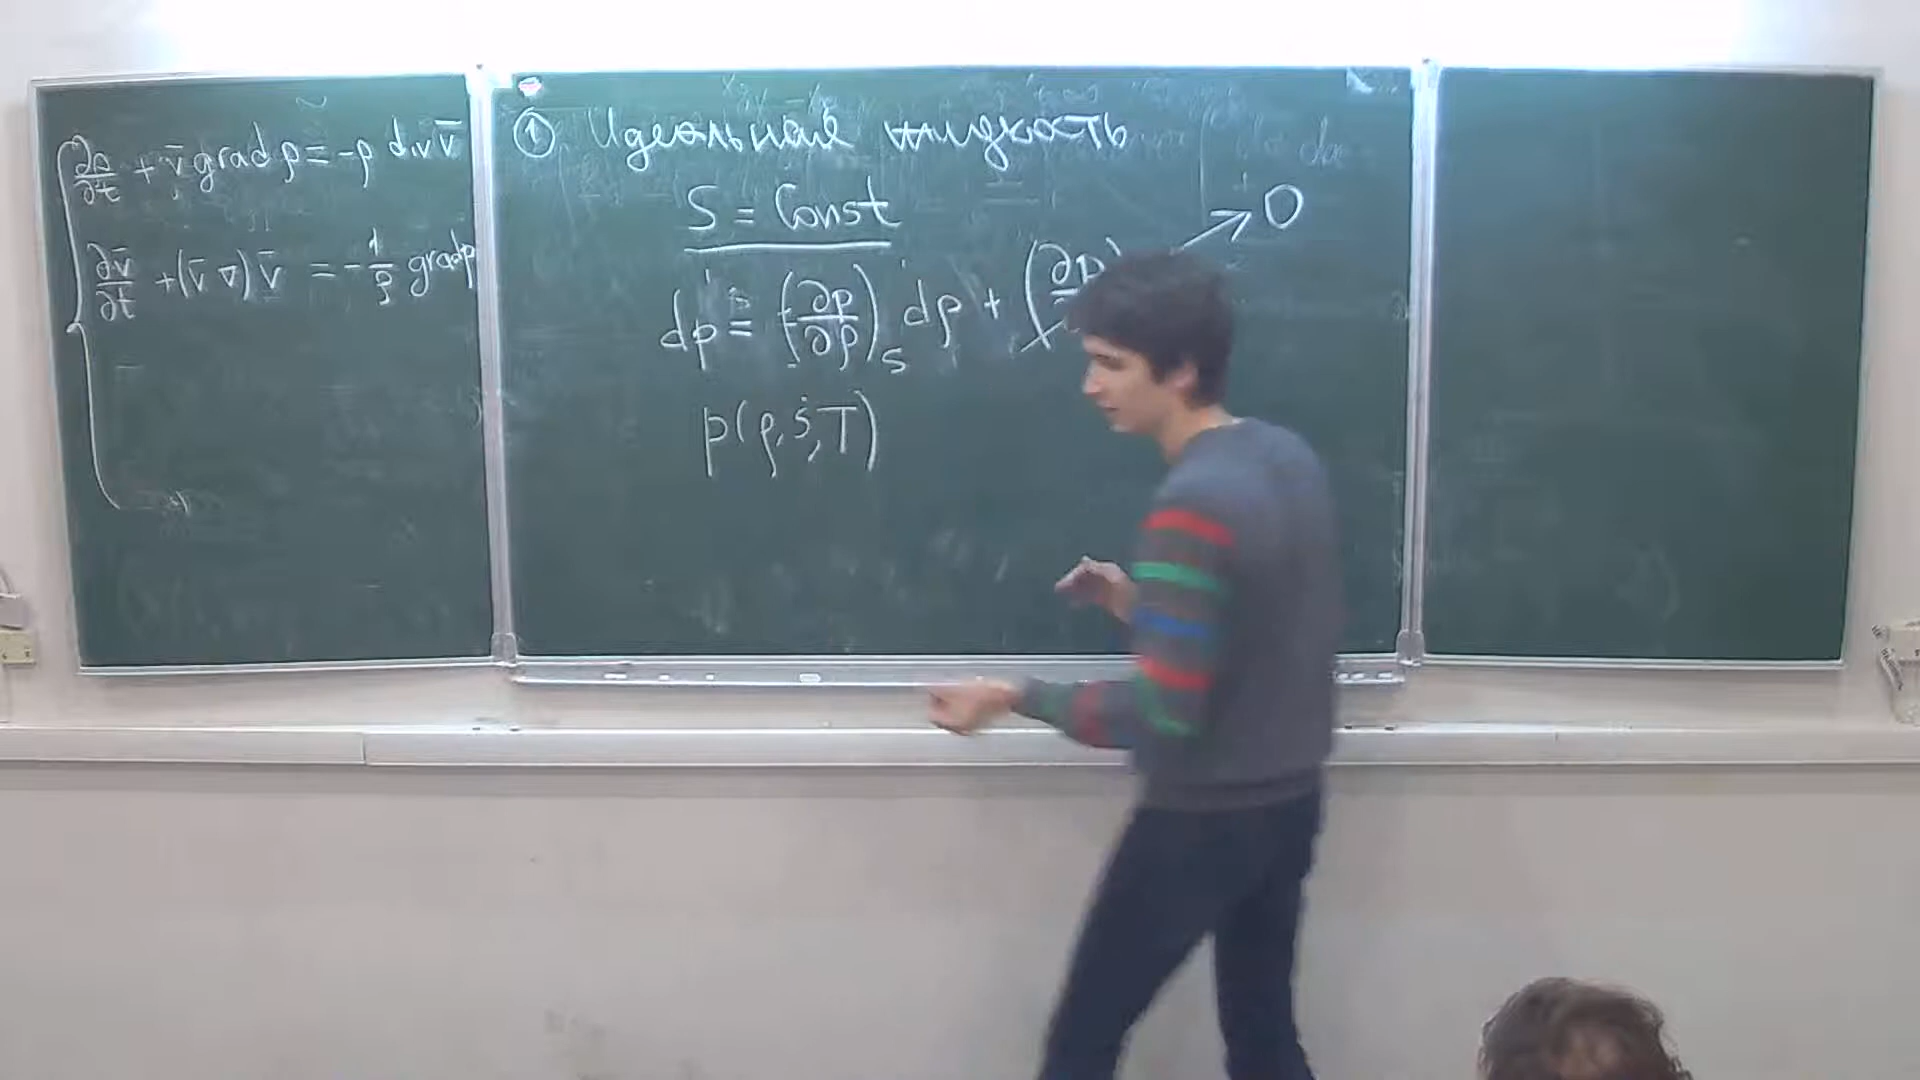 ∂ρ/∂t + v̄ grad ρ = -ρ div v̄
∂v̄/∂t + (v̄ ∇) v̄ = - 1/ρ grad p
① Идеальная жидкость
S = Const
dp = (∂p/∂ρ)_S dρ + (∂p → 0
p(ρ, s, T)